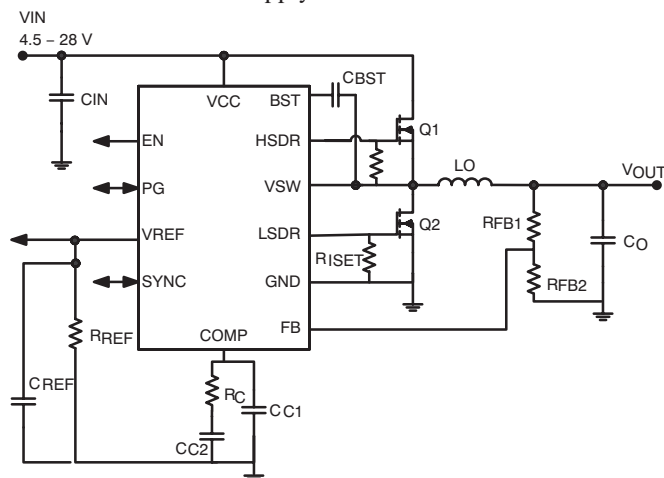 pply
VIN
4.5 – 28 V
CIN
CBST
VCC
BST
EN
HSDR
Q1
PG
VSW
LO
VOUT
VREF
LSDR
Q2
RISET
RFB1
CO
SYNC
GND
RFB2
RREF
COMP
FB
CREF
RC
CC1
CC2